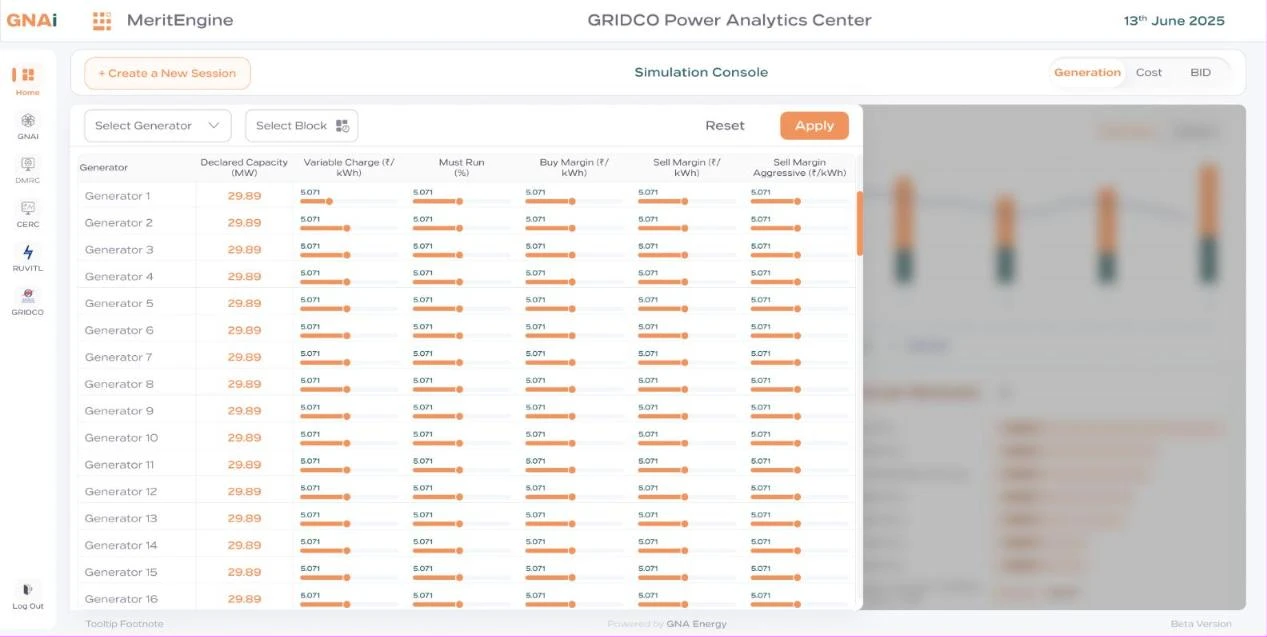 GNAi
MeritEngine
GRIDCO Power Analytics Center
13th June 2025
Home
GNAI
DMRC
CERC
RUVITL
GRIDCO
Log Out
+ Create a New Session
Simulation Console
Generation Cost BID
Select Generator
Select Block
Reset
Apply
Generator Declared Capacity (MW) Variable Charge (₹/kWh) Must Run (%) Buy Margin (₹/kWh) Sell Margin (₹/kWh) Sell Margin Aggressive (₹/kWh)
Generator 1 29.89 5.071 5.071 5.071 5.071 5.071
Generator 2 29.89 5.071 5.071 5.071 5.071 5.071
Generator 3 29.89 5.071 5.071 5.071 5.071 5.071
Generator 4 29.89 5.071 5.071 5.071 5.071 5.071
Generator 5 29.89 5.071 5.071 5.071 5.071 5.071
Generator 6 29.89 5.071 5.071 5.071 5.071 5.071
Generator 7 29.89 5.071 5.071 5.071 5.071 5.071
Generator 8 29.89 5.071 5.071 5.071 5.071 5.071
Generator 9 29.89 5.071 5.071 5.071 5.071 5.071
Generator 10 29.89 5.071 5.071 5.071 5.071 5.071
Generator 11 29.89 5.071 5.071 5.071 5.071 5.071
Generator 12 29.89 5.071 5.071 5.071 5.071 5.071
Generator 13 29.89 5.071 5.071 5.071 5.071 5.071
Generator 14 29.89 5.071 5.071 5.071 5.071 5.071
Generator 15 29.89 5.071 5.071 5.071 5.071 5.071
Generator 16 29.89 5.071 5.071 5.071 5.071 5.071
Tooltip Footnote
Powered by GNA Energy
Beta Version